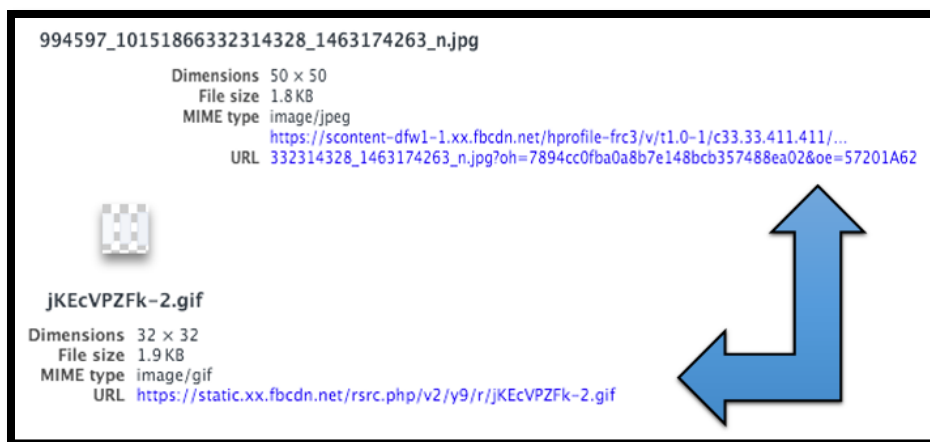 994597_10151866332314328_1463174263_n.jpg
Dimensions 50 × 50
File size 1.8 KB
MIME type image/jpeg
https://scontent-dfw1-1.xx.fbcdn.net/hprofile-frc3/v/t1.0-1/c33.33.411.411/...
URL 332314328_1463174263_n.jpg?oh=7894cc0fba0a8b7e148bcb357488ea02&oe=57201A62
jKEcVPZFk-2.gif
Dimensions 32 × 32
File size 1.9 KB
MIME type image/gif
URL https://static.xx.fbcdn.net/rsrc.php/v2/y9/r/jKEcVPZFk-2.gif